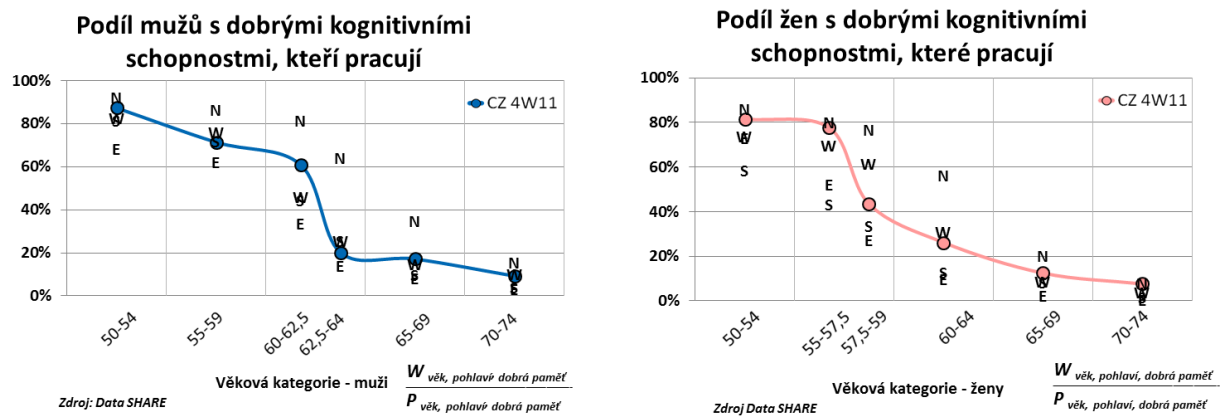 Podíl mužů s dobrými kognitivními
schopnostmi, kteří pracují
100%
80%
60%
40%
20%
0%
CZ 4W11
N
W
S
E
N
W
S
E
N
W
S
E
N
S
W
E
N
W
S
E
N
W
S
E
50-54
55-59
60-62,5
62,5-64
65-69
70-74
Věková kategorie - muži
W věk, pohlaví, dobrá paměť
P věk, pohlaví, dobrá paměť
Zdroj: Data SHARE
Podíl žen s dobrými kognitivními
schopnostmi, které pracují
100%
80%
60%
40%
20%
0%
CZ 4W11
N
W
E
S
N
W
E
S
N
W
S
E
N
W
S
E
N
W
S
E
N
W
S
E
50-54
55-57,5
57,5-59
60-64
65-69
70-74
Věková kategorie - ženy
W věk, pohlaví, dobrá paměť
P věk, pohlaví, dobrá paměť
Zdroj Data SHARE